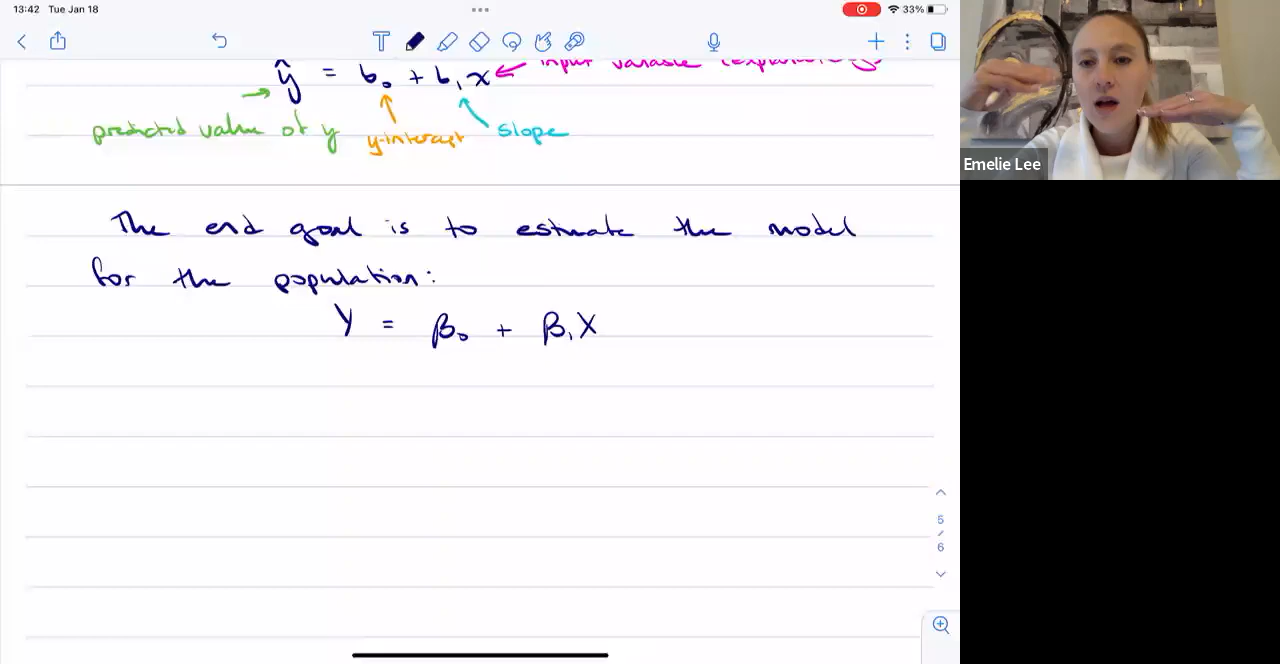 13:42 Tue Jan 18
33%
ŷ = b₀ + b₁x ← input variable
predicted value of y
y-intercept
slope
The end goal is to estimate the model
for the population:
Y = β₀ + β₁X
5
6
Emelie Lee